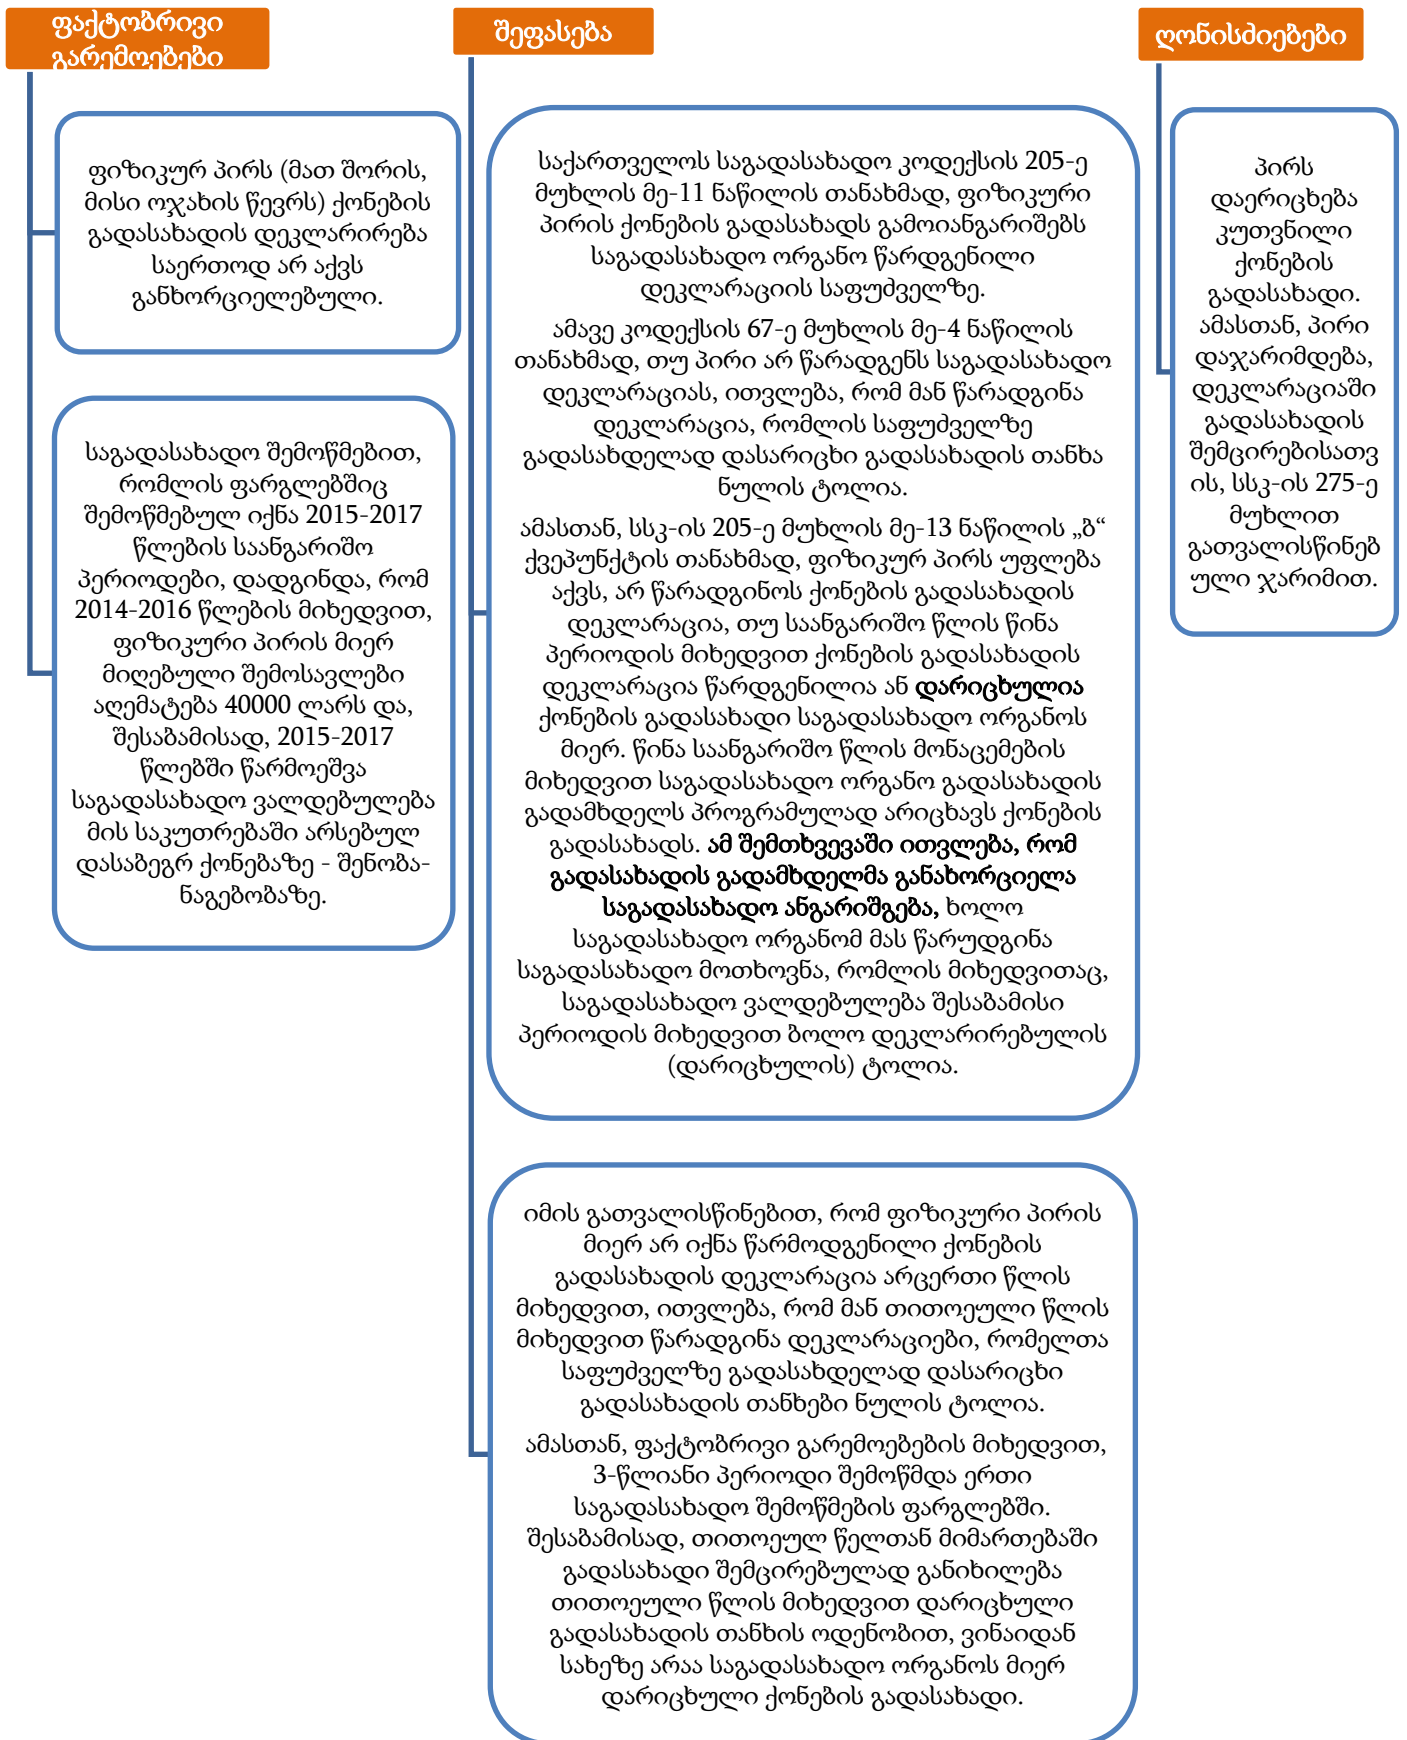 ფაქტობრივი
გარემოებები
ფიზიკურ პირს (მათ შორის,
მისი ოჯახის წევრს) ქონების
გადასახადის დეკლარირება
საერთოდ არ აქვს
განხორციელებული.
საგადასახადო შემოწმებით,
რომლის ფარგლებშიც
შემოწმებულ იქნა 2015-2017
წლების საანგარიშო
პერიოდები, დადგინდა, რომ
2014-2016 წლების მიხედვით,
ფიზიკური პირის მიერ
მიღებული შემოსავლები
აღემატება 40000 ლარს და,
შესაბამისად, 2015-2017
წლებში წარმოეშვა
საგადასახადო ვალდებულება
მის საკუთრებაში არსებულ
დასაბეგრ ქონებაზე - შენობა-
ნაგებობაზე.
შეფასება
საქართველოს საგადასახადო კოდექსის 205-ე
მუხლის მე-11 ნაწილის თანახმად, ფიზიკური
პირის ქონების გადასახადს გამოიანგარიშებს
საგადასახადო ორგანო წარდგენილი
დეკლარაციის საფუძველზე.
ამავე კოდექსის 67-ე მუხლის მე-4 ნაწილის
თანახმად, თუ პირი არ წარადგენს საგადასახადო
დეკლარაციას, ითვლება, რომ მან წარადგინა
დეკლარაცია, რომლის საფუძველზე
გადასახდელად დასარიცხი გადასახადის თანხა
ნულის ტოლია.
ამასთან, სსკ-ის 205-ე მუხლის მე-13 ნაწილის „ბ“
ქვეპუნქტის თანახმად, ფიზიკურ პირს უფლება
აქვს, არ წარადგინოს ქონების გადასახადის
დეკლარაცია, თუ საანგარიშო წლის წინა
პერიოდის მიხედვით ქონების გადასახადის
დეკლარაცია წარდგენილია ან დარიცხულია
ქონების გადასახადი საგადასახადო ორგანოს
მიერ. წინა საანგარიშო წლის მონაცემების
მიხედვით საგადასახადო ორგანო გადასახადის
გადამხდელს პროგრამულად არიცხავს ქონების
გადასახადს. ამ შემთხვევაში ითვლება, რომ
გადასახადის გადამხდელმა განახორციელა
საგადასახადო ანგარიშგება, ხოლო
საგადასახადო ორგანომ მას წარუდგინა
საგადასახადო მოთხოვნა, რომლის მიხედვითაც,
საგადასახადო ვალდებულება შესაბამისი
პერიოდის მიხედვით ბოლო დეკლარირებულის
(დარიცხულის) ტოლია.
იმის გათვალისწინებით, რომ ფიზიკური პირის
მიერ არ იქნა წარმოდგენილი ქონების
გადასახადის დეკლარაცია არცერთი წლის
მიხედვით, ითვლება, რომ მან თითოეული წლის
მიხედვით წარადგინა დეკლარაციები, რომელთა
საფუძველზე გადასახდელად დასარიცხი
გადასახადის თანხები ნულის ტოლია.
ამასთან, ფაქტობრივი გარემოებების მიხედვით,
3-წლიანი პერიოდი შემოწმდა ერთი
საგადასახადო შემოწმების ფარგლებში.
შესაბამისად, თითოეულ წელთან მიმართებაში
გადასახადი შემცირებულად განიხილება
თითოეული წლის მიხედვით დარიცხული
გადასახადის თანხის ოდენობით, ვინაიდან
სახეზე არაა საგადასახადო ორგანოს მიერ
დარიცხული ქონების გადასახადი.
ღონისძიებები
პირს
დაერიცხება
კუთვნილი
ქონების
გადასახადი.
ამასთან, პირი
დაჯარიმდება,
დეკლარაციაში
გადასახადის
შემცირებისათვ
ის, სსკ-ის 275-ე
მუხლით
გათვალისწინებ
ული ჯარიმით.